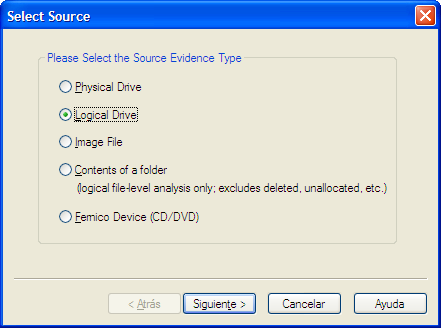 Select Source
Please Select the Source Evidence Type
Physical Drive
Logical Drive
Image File
Contents of a folder
(logical file-level analysis only; excludes deleted, unallocated, etc.)
Femico Device (CD/DVD)
< Atrás
Siguiente >
Cancelar
Ayuda